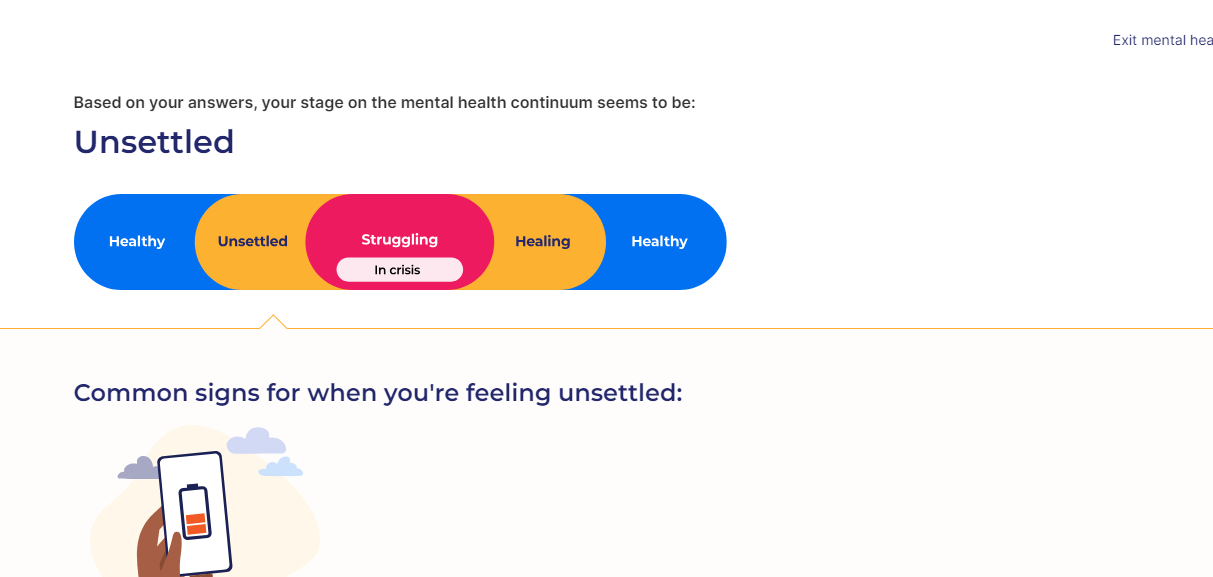 Exit mental
Based on your answers, your stage on the mental health continuum seems to be:
Unsettled
Healthy Unsettled Struggling Healing Healthy
In crisis
Common signs for when you're feeling unsettled: